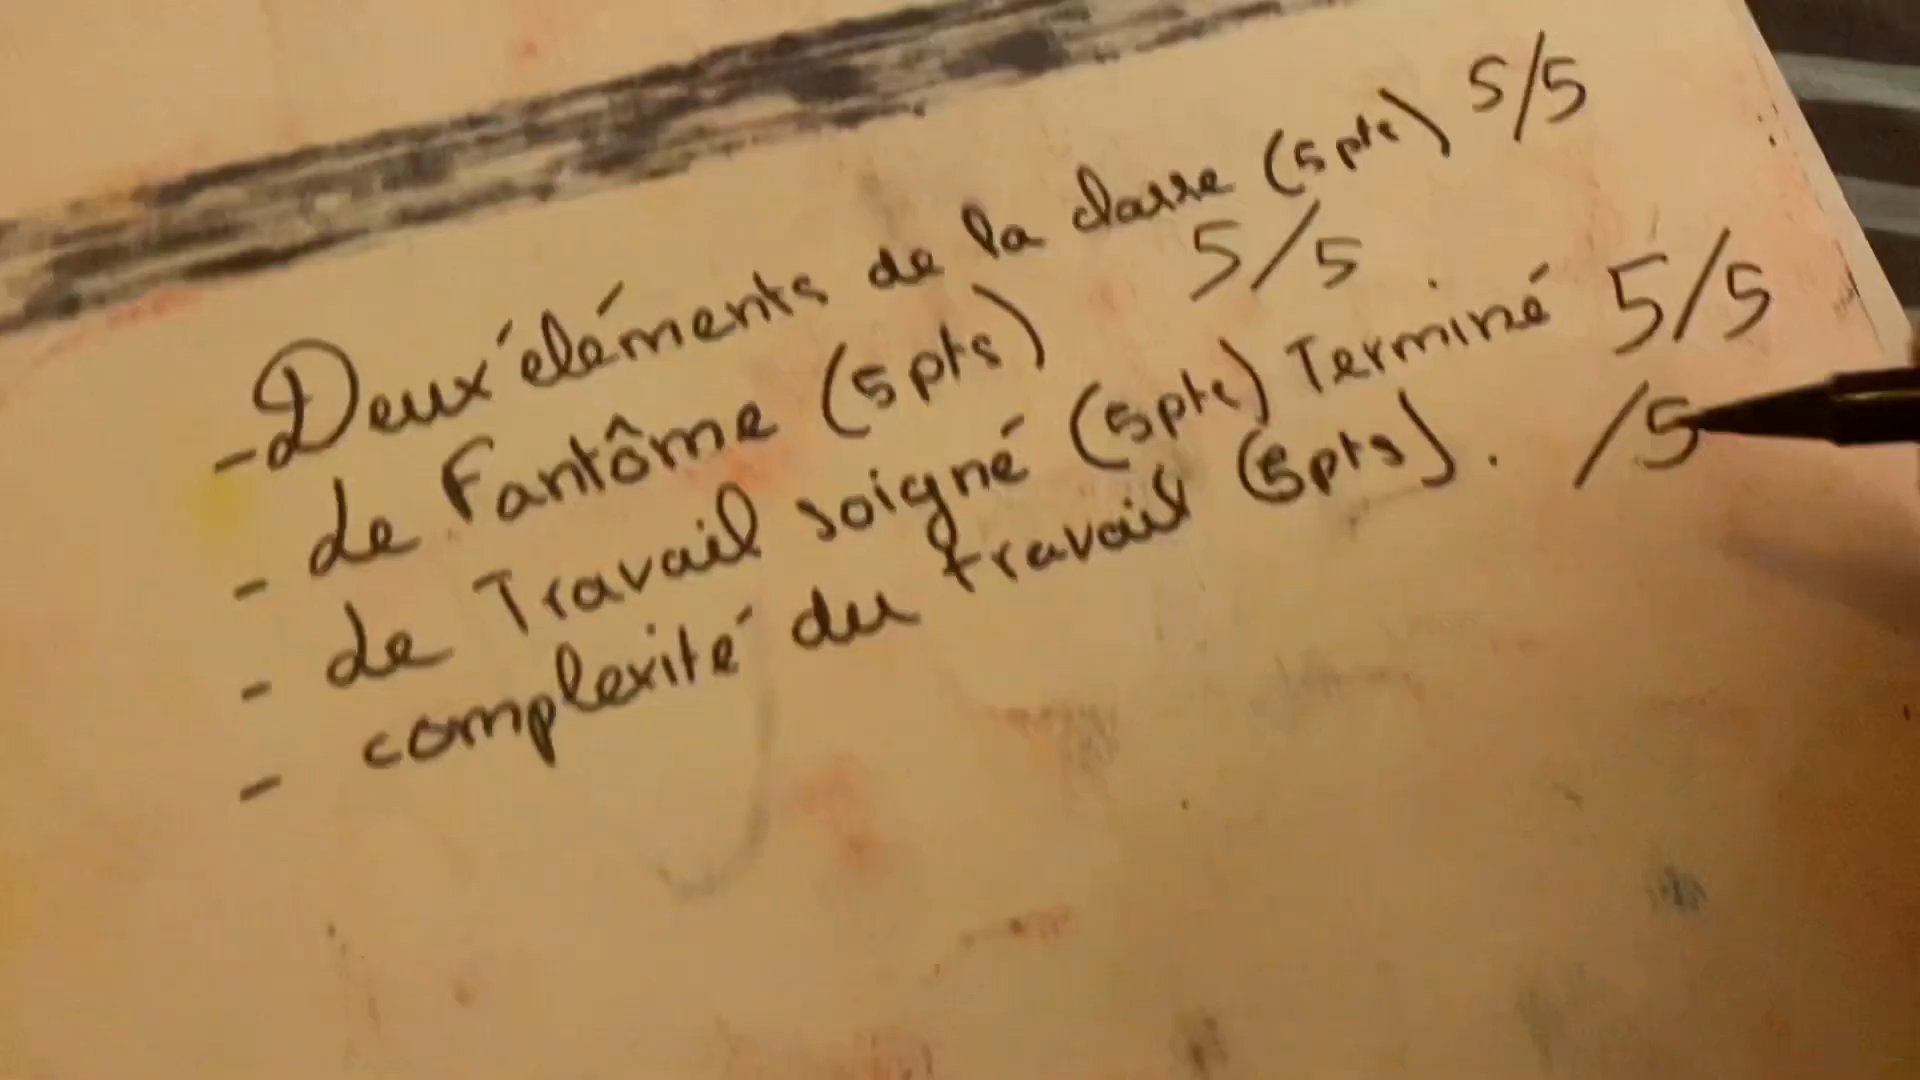 - Deux éléments de la classe (5pts) 5/5
- de Fantôme (5pts) 5/5
- de Travail soigné (5pts) Terminé 5/5
- complexité du travail (5pts). /5